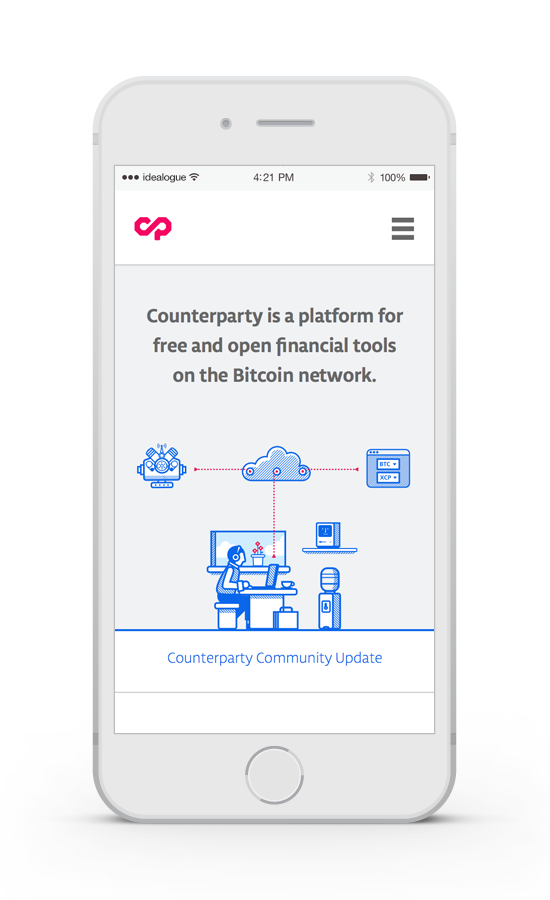 idealogue
4:21 PM
100%
cp
Counterparty is a platform for
free and open financial tools
on the Bitcoin network.
BTC
XCP
Counterparty Community Update